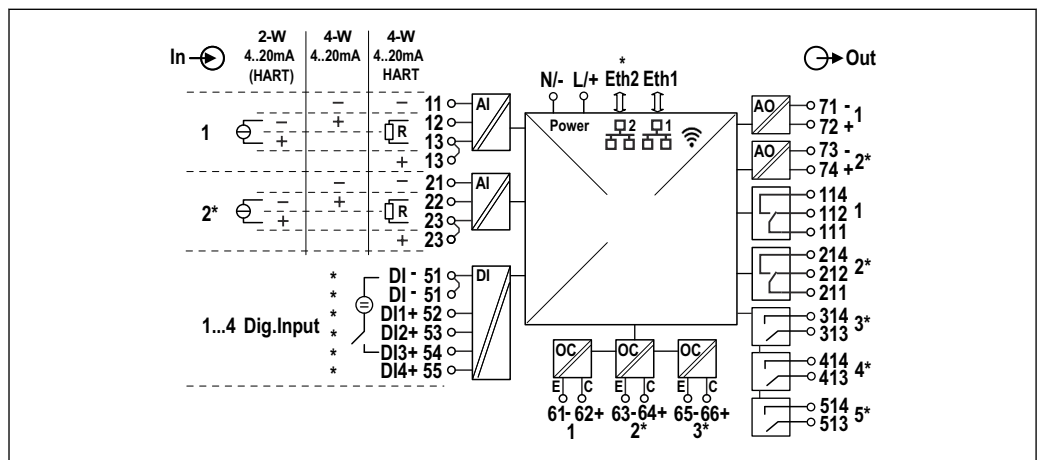 In
2-W
4..20mA
(HART)
4-W
4..20mA
4-W
4..20mA
HART
1
−
+
−
+
−
R
+
11
12
13
13
AI
2*
−
+
−
+
−
R
+
21
22
23
23
AI
1...4 Dig.Input
* DI - 51
* DI - 51
* DI1+ 52
* DI2+ 53
* DI3+ 54
* DI4+ 55
DI
N/- L/+ * Eth2 Eth1
Power 2 1
OC OC OC
E C E C E C
61- 62+ 63- 64+ 65- 66+
1 2* 3*
Out
AO
71 -
72 +
1
AO
73 -
74 +
2*
114
112
111
1
214
212
211
2*
314
313
3*
414
413
4*
514
513
5*